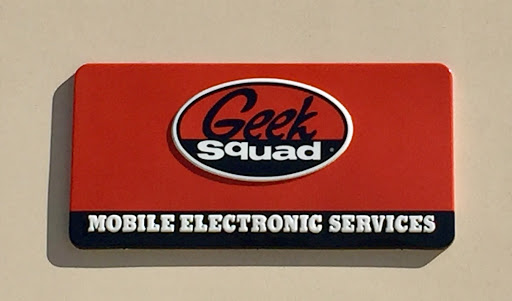 Geek
Squad
MOBILE ELECTRONIC SERVICES